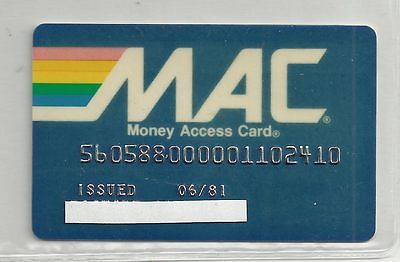 MAC®
Money Access Card®
5605880000001102410
ISSUED 06/81